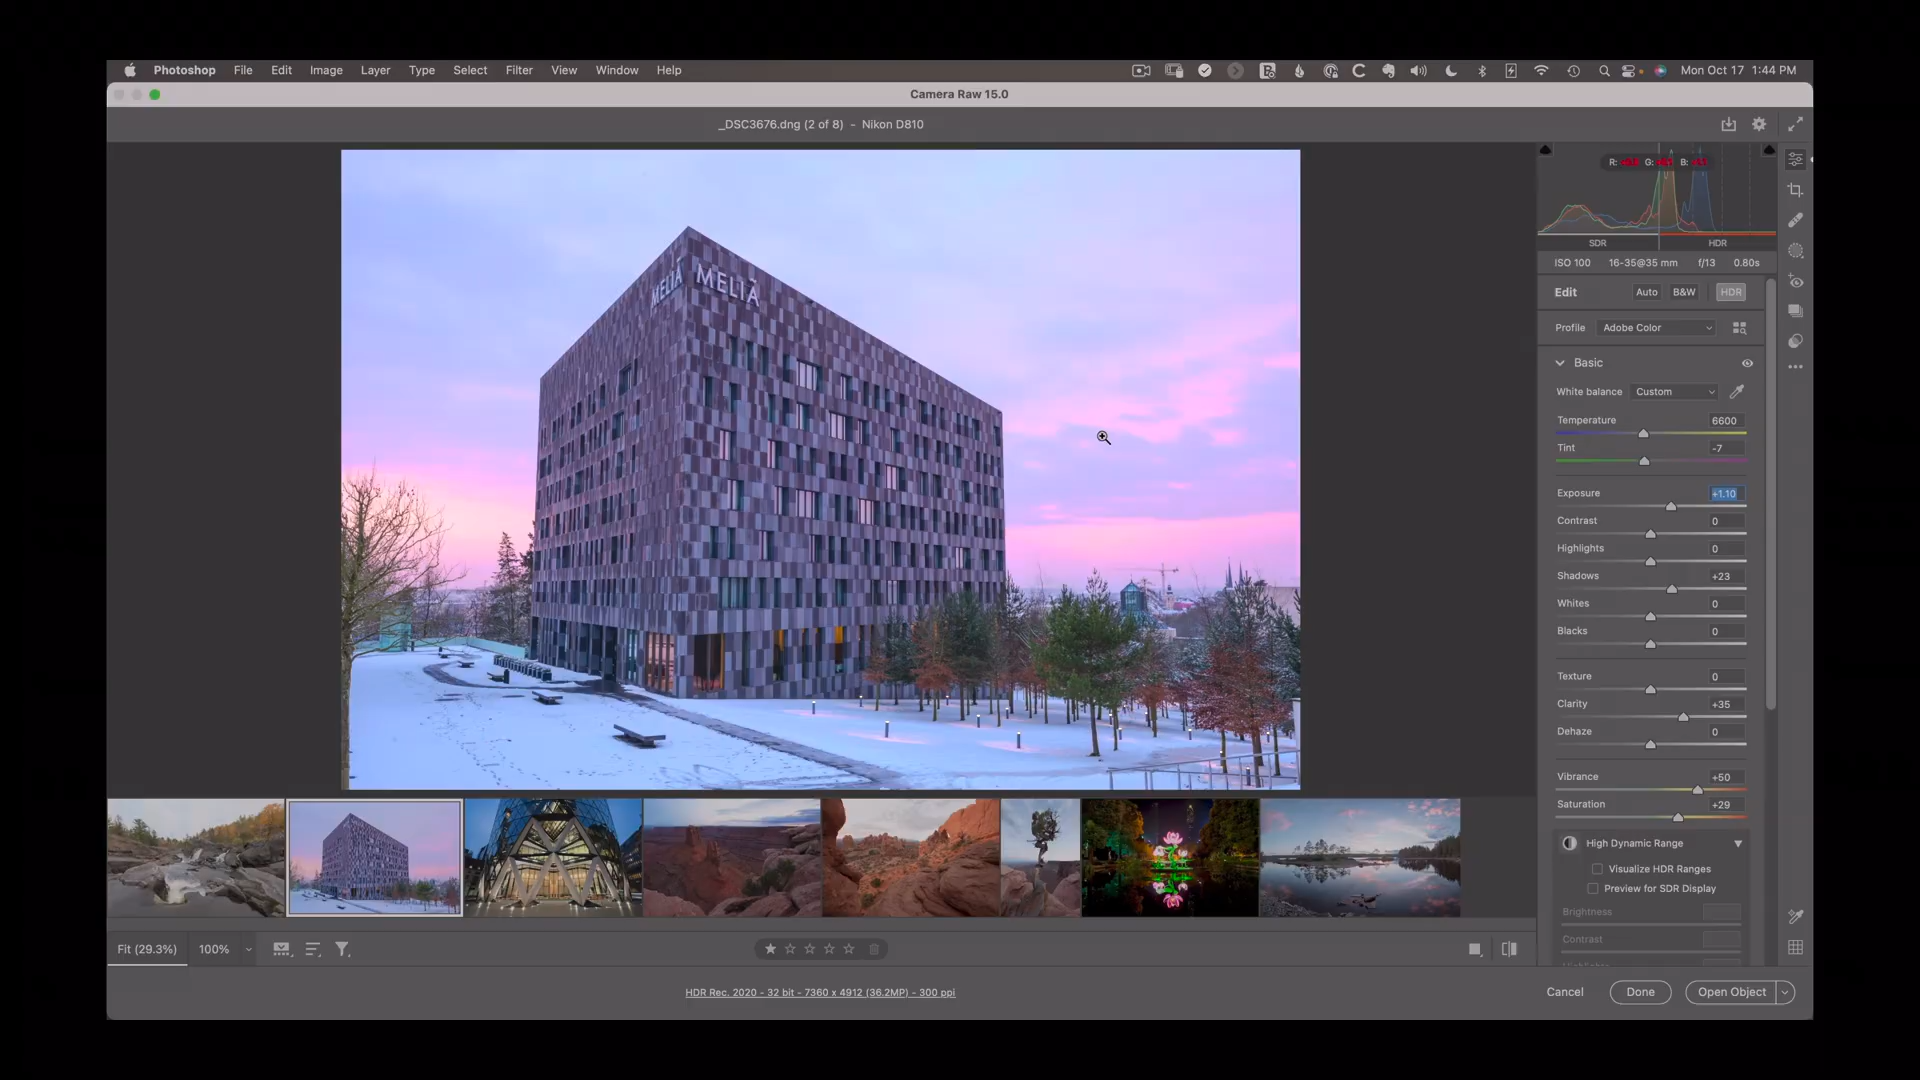 Photoshop File Edit Image Layer Type Select Filter View Window Help Mon Oct 17 1:44 PM
Camera Raw 15.0
_DSC3676.dng (2 of 8) - Nikon D810
R: G: B:
SDR HDR
ISO 100 16-35@35 mm f/13 0.80s
Edit Auto B&W HDR
Profile Adobe Color
Basic
White balance Custom
Temperature 6600
Tint -7
Exposure +1.10
Contrast 0
Highlights 0
Shadows +23
Whites 0
Blacks 0
Texture 0
Clarity +35
Dehaze 0
Vibrance +50
Saturation +29
High Dynamic Range
Visualize HDR Ranges
Preview for SDR Display
Brightness
Contrast
MELIÃ MELIÃ
Fit (29.3%) 100%
HDR Rec. 2020 - 32 bit - 7360 x 4912 (36.2MP) - 300 ppi
Cancel Done Open Object